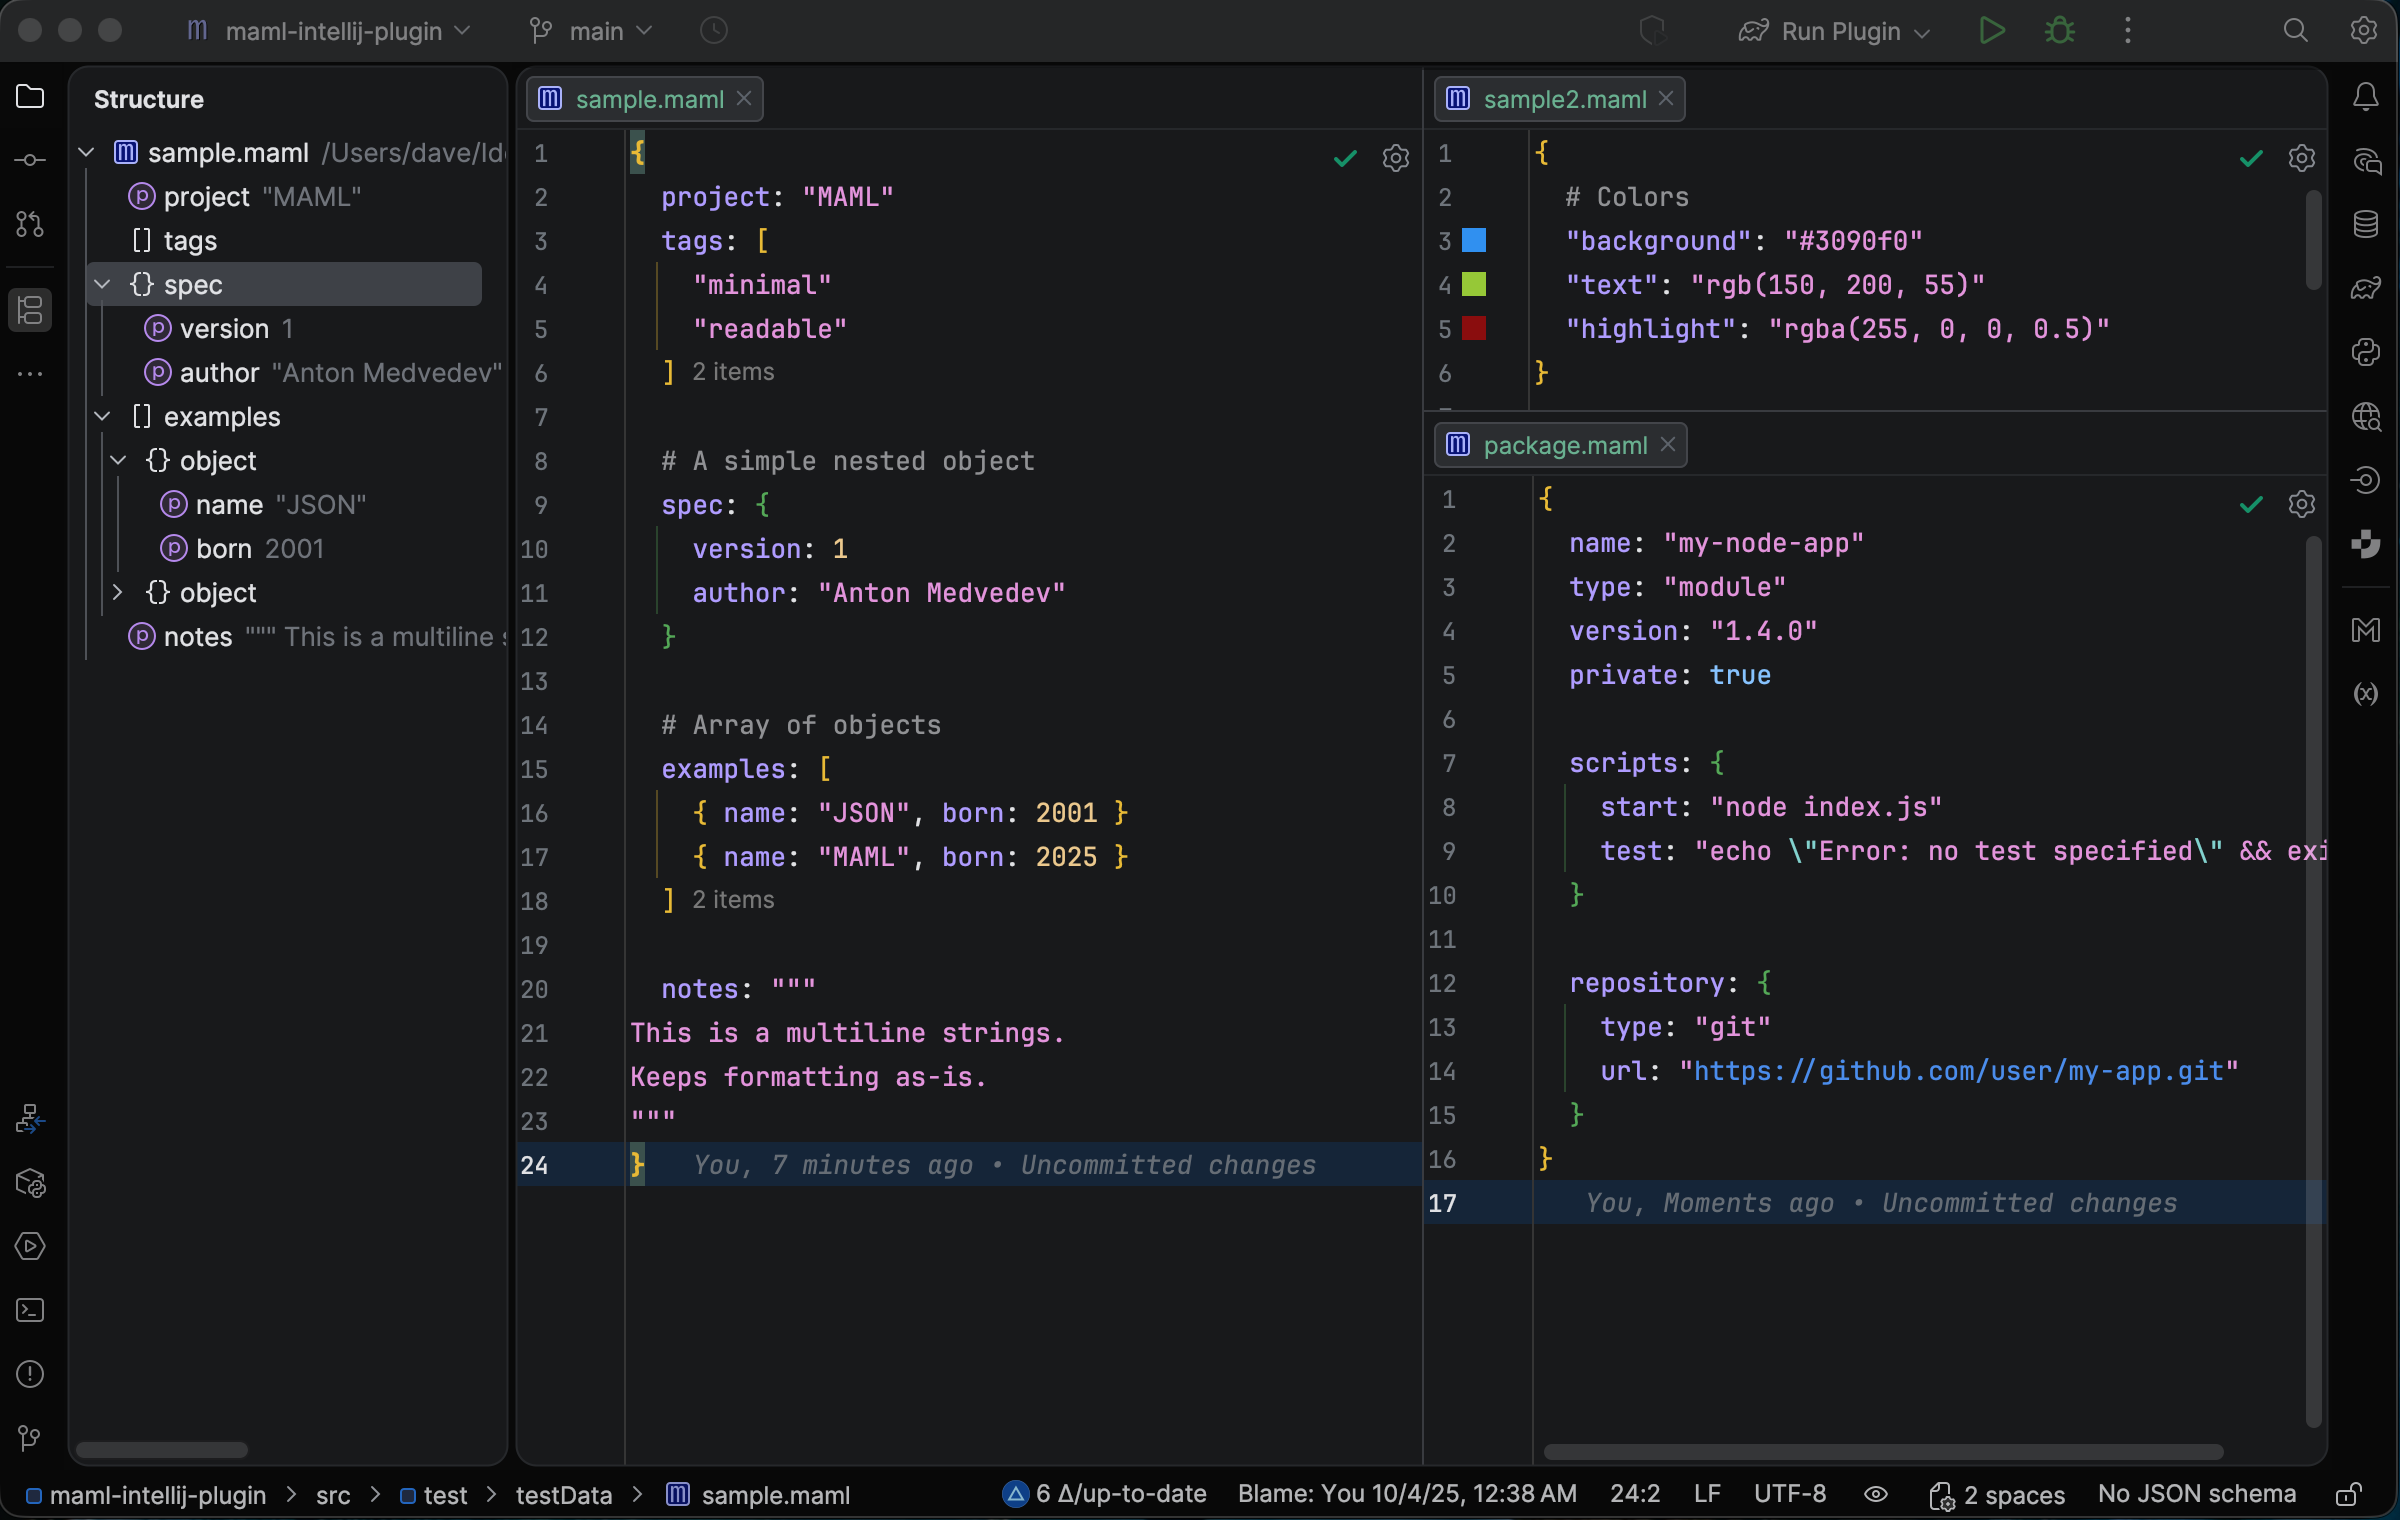 maml-intellij-plugin main Run Plugin
Structure
sample.maml /Users/dave/Id
project "MAML"
[] tags
{} spec
version 1
author "Anton Medvedev"
[] examples
{} object
name "JSON"
born 2001
{} object
notes """ This is a multiline
sample.maml
1 {
2 project: "MAML"
3 tags: [
4 "minimal"
5 "readable"
6 ] 2 items
7
8 # A simple nested object
9 spec: {
10 version: 1
11 author: "Anton Medvedev"
12 }
13
14 # Array of objects
15 examples: [
16 { name: "JSON", born: 2001 }
17 { name: "MAML", born: 2025 }
18 ] 2 items
19
20 notes: """
21 This is a multiline strings.
22 Keeps formatting as-is.
23 """
24 } You, 7 minutes ago • Uncommitted changes
sample2.maml
1 {
2 # Colors
3 "background": "#3090f0"
4 "text": "rgb(150, 200, 55)"
5 "highlight": "rgba(255, 0, 0, 0.5)"
6 }
package.maml
1 {
2 name: "my-node-app"
3 type: "module"
4 version: "1.4.0"
5 private: true
6
7 scripts: {
8 start: "node index.js"
9 test: "echo \"Error: no test specified\" && exi
10 }
11
12 repository: {
13 type: "git"
14 url: "https://github.com/user/my-app.git"
15 }
16 }
17 You, Moments ago • Uncommitted changes
maml-intellij-plugin > src > test > testData > sample.maml 6 Δ/up-to-date Blame: You 10/4/25, 12:38 AM 24:2 LF UTF-8 2 spaces No JSON schema